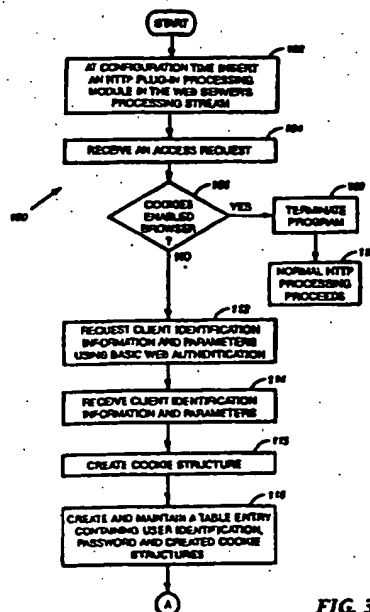 START
102
AT CONFIGURATION TIME INSERT
AN HTTP PLUG-IN PROCESSING
MODULE IN THE WEB SERVER'S
PROCESSING STREAM
104
RECEIVE AN ACCESS REQUEST
100
COOKIES
ENABLED
BROWSER
?
YES
NO
TERMINATE
PROGRAM
NORMAL HTTP
PROCESSING
PROCEEDS
112
REQUEST CLIENT IDENTIFICATION
INFORMATION AND PARAMETERS
USING BASIC WEB AUTHENTICATION
114
RECEIVE CLIENT IDENTIFICATION
INFORMATION AND PARAMETERS
115
CREATE COOKIE STRUCTURE
116
CREATE AND MAINTAIN A TABLE ENTRY
CONTAINING USER IDENTIFICATION,
PASSWORD AND CREATED COOKIE
STRUCTURES
A
FIG. 3